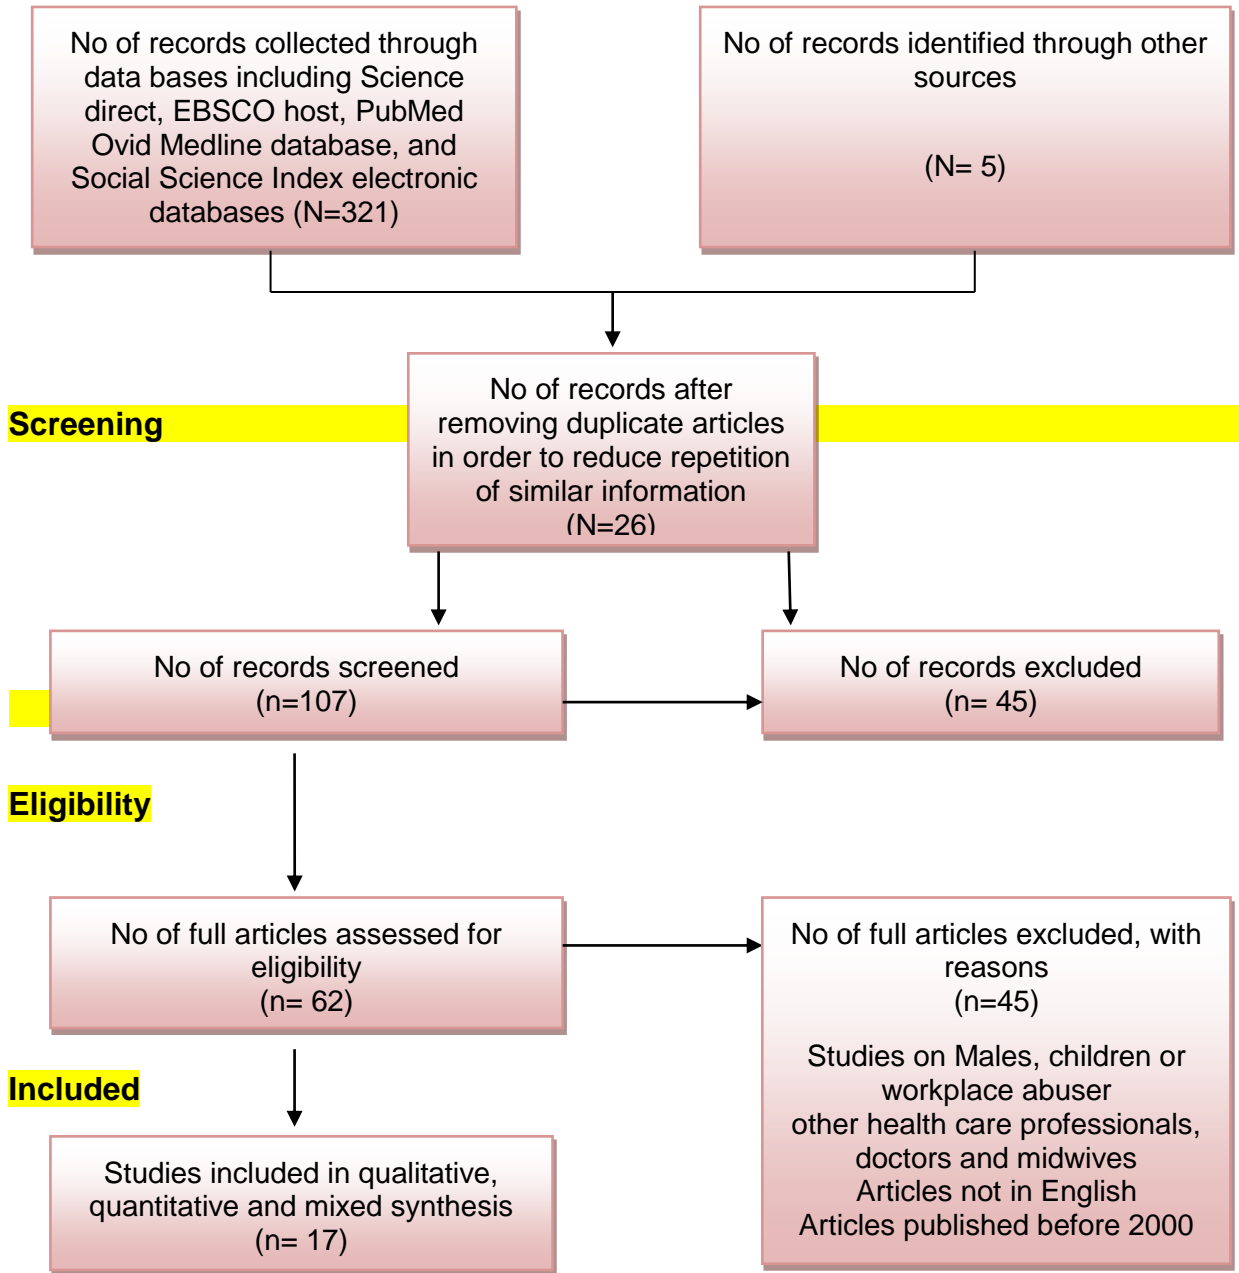 No of records collected through
data bases including Science
direct, EBSCO host, PubMed
Ovid Medline database, and
Social Science Index electronic
databases (N=321)
No of records identified through other
sources
(N= 5)
Screening
No of records after
removing duplicate articles
in order to reduce repetition
of similar information
(N=26)
No of records screened
(n=107)
No of records excluded
(n= 45)
Eligibility
No of full articles assessed for
eligibility
(n= 62)
No of full articles excluded, with
reasons
(n=45)
Studies on Males, children or
workplace abuser
other health care professionals,
doctors and midwives
Articles not in English
Articles published before 2000
Included
Studies included in qualitative,
quantitative and mixed synthesis
(n= 17)